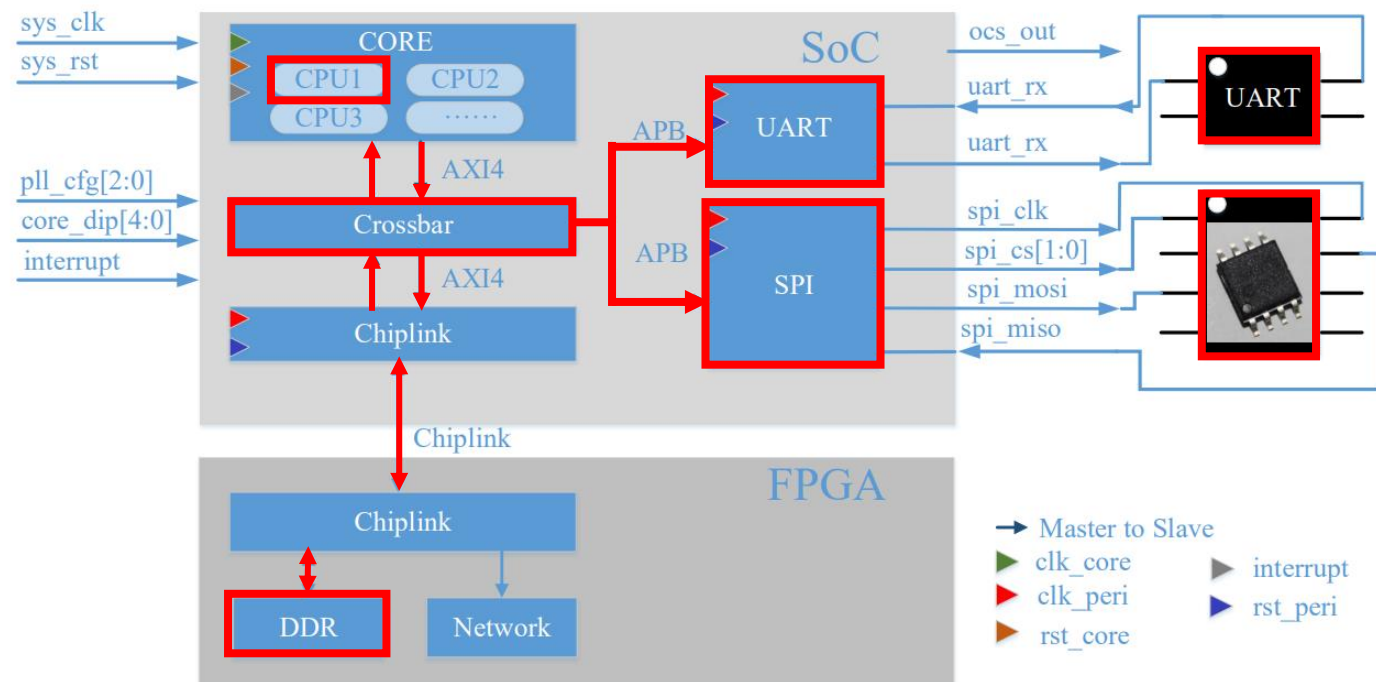 sys_clk
sys_rst
pll_cfg[2:0]
core_dip[4:0]
interrupt
SoC
CORE
CPU1
CPU2
CPU3
......
AXI4
Crossbar
AXI4
Chiplink
APB
UART
APB
SPI
ocs_out
uart_rx
uart_rx
spi_clk
spi_cs[1:0]
spi_mosi
spi_miso
UART
Chiplink
FPGA
Chiplink
DDR
Network
Master to Slave
clk_core
clk_peri
rst_core
interrupt
rst_peri